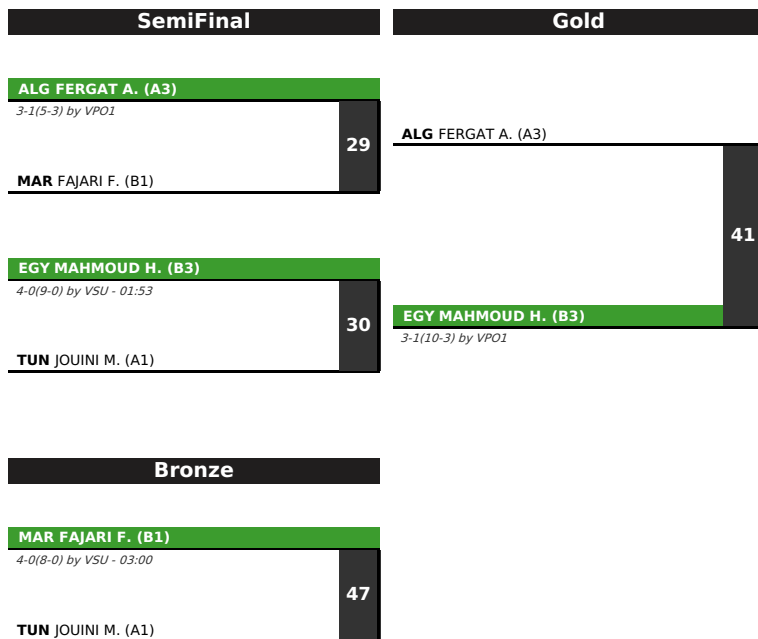 SemiFinal
ALG FERGAT A. (A3)
3-1(5-3) by VPO1
29
MAR FAJARI F. (B1)
EGY MAHMOUD H. (B3)
4-0(9-0) by VSU - 01:53
30
TUN JOUINI M. (A1)
Gold
ALG FERGAT A. (A3)
41
EGY MAHMOUD H. (B3)
3-1(10-3) by VPO1
Bronze
MAR FAJARI F. (B1)
4-0(8-0) by VSU - 03:00
47
TUN JOUINI M. (A1)